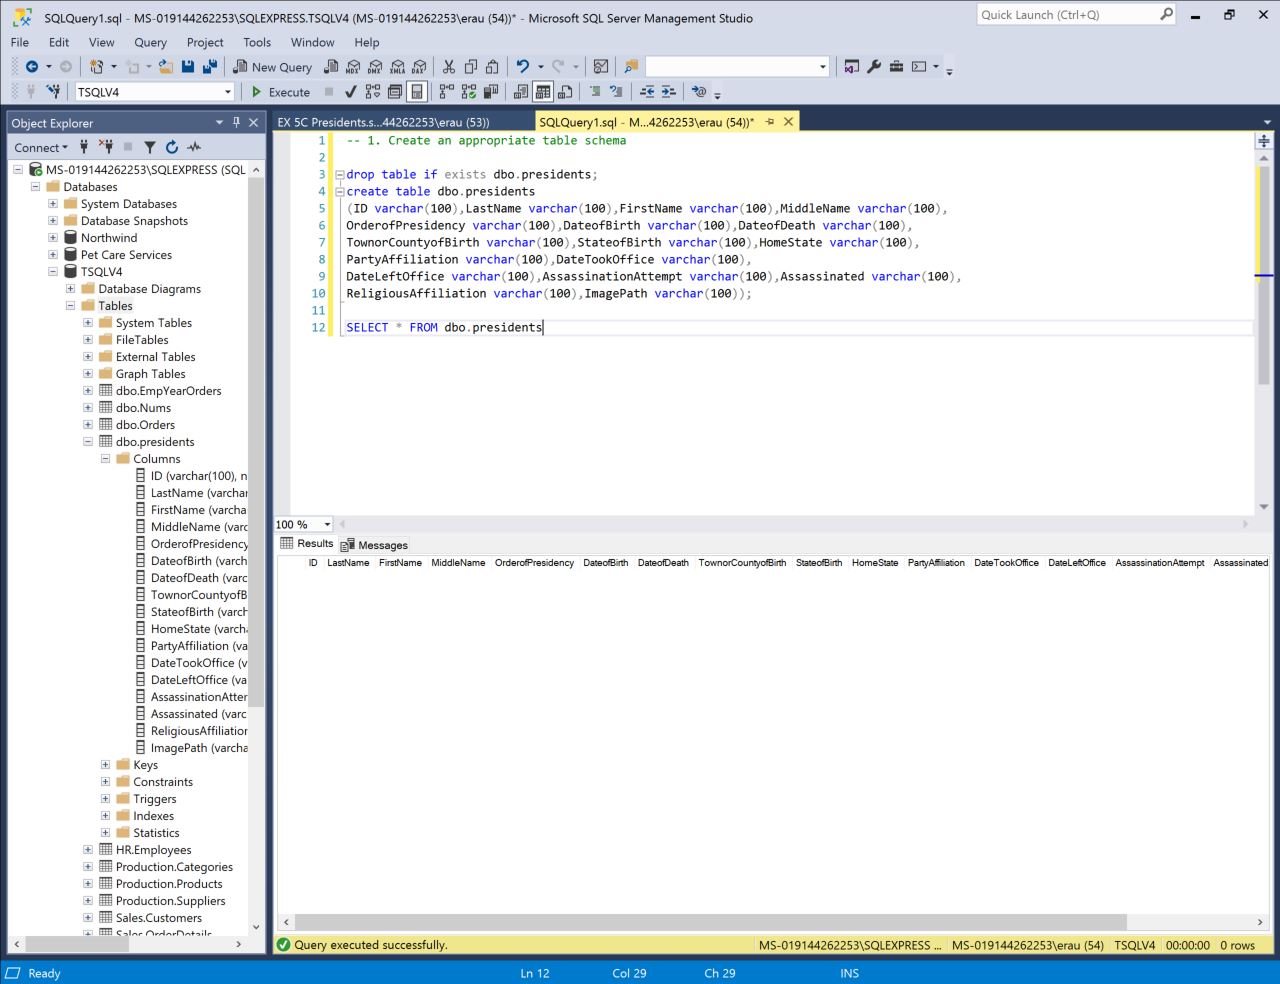 SQLQuery1.sql - MS-019144262253\SQLEXPRESS.TSQLV4 (MS-019144262253\erau (54))* - Microsoft SQL Server Management Studio
Quick Launch (Ctrl+Q)
File Edit View Query Project Tools Window Help
New Query MDX DMX XMLA DAX
TSQLV4 Execute
Object Explorer
Connect
MS-019144262253\SQLEXPRESS (SQL
Databases
System Databases
Database Snapshots
Northwind
Pet Care Services
TSQLV4
Database Diagrams
Tables
System Tables
FileTables
External Tables
Graph Tables
dbo.EmpYearOrders
dbo.Nums
dbo.Orders
dbo.presidents
Columns
ID (varchar(100), n
LastName (varchar
FirstName (varcha
MiddleName (varc
OrderofPresidency
DateofBirth (varch
DateofDeath (varc
TownorCountyofB
StateofBirth (varch
HomeState (varcha
PartyAffiliation (va
DateTookOffice (v
DateLeftOffice (va
AssassinationAtter
Assassinated (varc
ReligiousAffiliation
ImagePath (varcha
Keys
Constraints
Triggers
Indexes
Statistics
HR.Employees
Production.Categories
Production.Products
Production.Suppliers
Sales.Customers
Sales.OrderDetails
EX 5C Presidents.s...44262253\erau (53)) SQLQuery1.sql - M...4262253\erau (54))*
1 -- 1. Create an appropriate table schema
2
3 drop table if exists dbo.presidents;
4 create table dbo.presidents
5 (ID varchar(100),LastName varchar(100),FirstName varchar(100),MiddleName varchar(100),
6 OrderofPresidency varchar(100),DateofBirth varchar(100),DateofDeath varchar(100),
7 TownorCountyofBirth varchar(100),StateofBirth varchar(100),HomeState varchar(100),
8 PartyAffiliation varchar(100),DateTookOffice varchar(100),
9 DateLeftOffice varchar(100),AssassinationAttempt varchar(100),Assassinated varchar(100),
10 ReligiousAffiliation varchar(100),ImagePath varchar(100));
11
12 SELECT * FROM dbo.presidents
100 %
Results Messages
ID LastName FirstName MiddleName OrderofPresidency DateofBirth DateofDeath TownorCountyofBirth StateofBirth HomeState PartyAffiliation DateTookOffice DateLeftOffice AssassinationAttempt Assassinated
Query executed successfully. MS-019144262253\SQLEXPRESS ... MS-019144262253\erau (54) TSQLV4 00:00:00 0 rows
Ready Ln 12 Col 29 Ch 29 INS